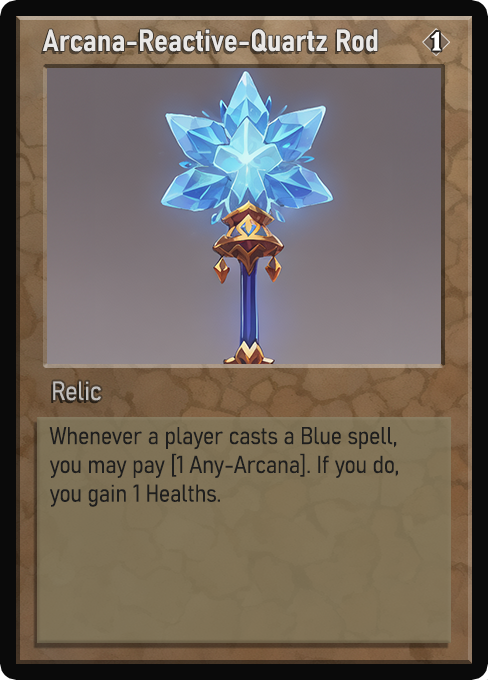 Arcana-Reactive-Quartz Rod 1
Relic
Whenever a player casts a Blue spell,
you may pay [1 Any-Arcana]. If you do,
you gain 1 Healths.